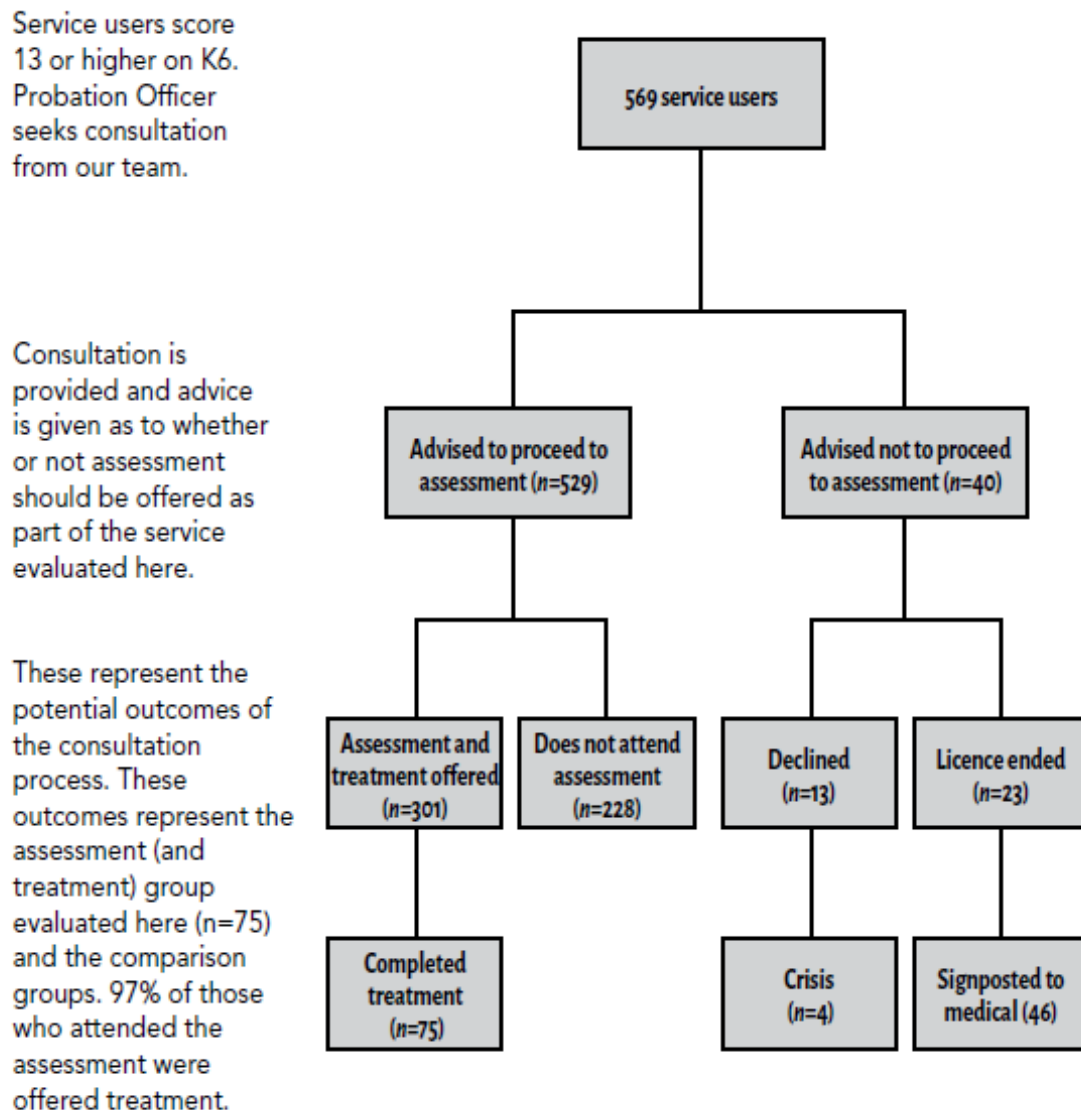 Service users score
13 or higher on K6.
Probation Officer
seeks consultation
from our team.
569 service users
Consultation is
provided and advice
is given as to whether
or not assessment
should be offered as
part of the service
evaluated here.
Advised to proceed to
assessment (n=529)
Advised not to proceed
to assessment (n=40)
These represent the
potential outcomes of
the consultation
process. These
outcomes represent the
assessment (and
treatment) group
evaluated here (n=75)
and the comparison
groups. 97% of those
who attended the
assessment were
offered treatment.
Assessment and
treatment offered
(n=301)
Does not attend
assessment
(n=228)
Declined
(n=13)
Licence ended
(n=23)
Completed
treatment
(n=75)
Crisis
(n=4)
Signposted to
medical (46)